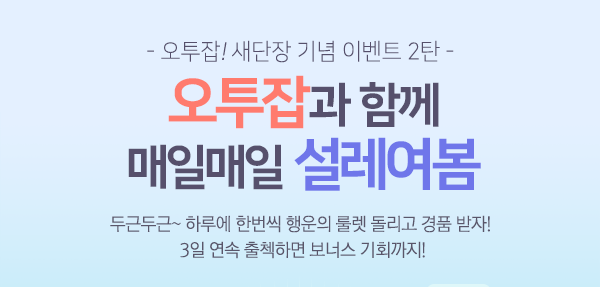 - 오투잡! 새단장 기념 이벤트 2탄 -
오투잡과 함께
매일매일 설레여봄
두근두근~ 하루에 한번씩 행운의 룰렛 돌리고 경품 받자!
3일 연속 출첵하면 보너스 기회까지!